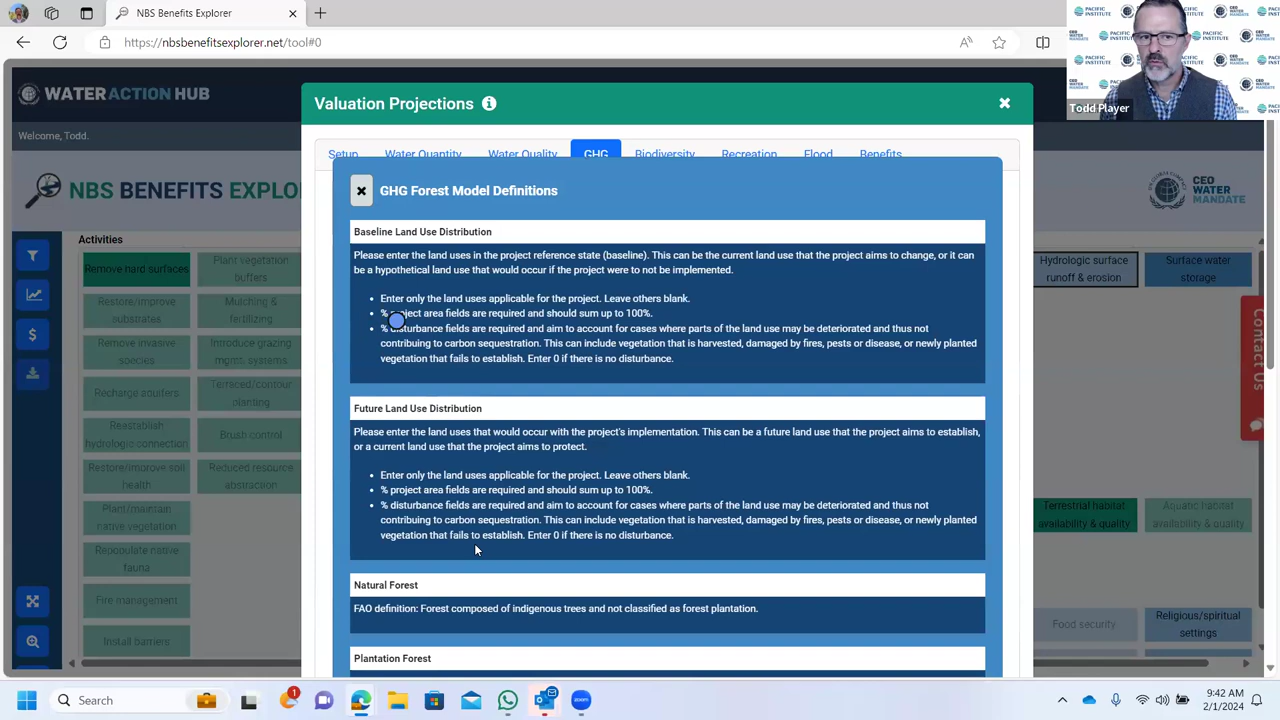 NBS Benefits Explorer
https://nbsbenefitsexplorer.net/tool#0
PACIFIC INSTITUTE
CEO WATER MANDATE
Todd Player
WATERACTION HUB
Welcome, Todd.
Valuation Projections
Setup Water Quantity Water Quality GHG Biodiversity Recreation Flood Benefits
NBS BENEFITS EXPLOR
CEO WATER MANDATE
Activities
Remove hard surfaces
Plant vegetation buffers
Restore/improve substrates
Mulching & fertilizing
Remove invasive species
Introduce grazing mgmt. systems
Recharge aquifers
Terraced/contour planting
Reestablish hydrologic connection
Brush control
Restore/improve soil health
Reduced resource abstraction
Plant/maintain native vegetation
Repopulate native fauna
Fire management
Install barriers
GHG Forest Model Definitions
Baseline Land Use Distribution
Please enter the land uses in the project reference state (baseline). This can be the current land use that the project aims to change, or it can
be a hypothetical land use that would occur if the project were to not be implemented.
• Enter only the land uses applicable for the project. Leave others blank.
• % project area fields are required and should sum up to 100%.
• % disturbance fields are required and aim to account for cases where parts of the land use may be deteriorated and thus not
contributing to carbon sequestration. This can include vegetation that is harvested, damaged by fires, pests or disease, or newly planted
vegetation that fails to establish. Enter 0 if there is no disturbance.
Future Land Use Distribution
Please enter the land uses that would occur with the project's implementation. This can be a future land use that the project aims to establish,
or a current land use that the project aims to protect.
• Enter only the land uses applicable for the project. Leave others blank.
• % project area fields are required and should sum up to 100%.
• % disturbance fields are required and aim to account for cases where parts of the land use may be deteriorated and thus not
contributing to carbon sequestration. This can include vegetation that is harvested, damaged by fires, pests or disease, or newly planted
vegetation that fails to establish. Enter 0 if there is no disturbance.
Natural Forest
FAO definition: Forest composed of indigenous trees and not classified as forest plantation.
Plantation Forest
Hydrologic surface runoff & erosion
Surface water storage
Contact Us
Terrestrial habitat availability & quality
Aquatic habitat availability & quality
Food security
Religious/spiritual settings
Search
zoom
9:42 AM
2/1/2024